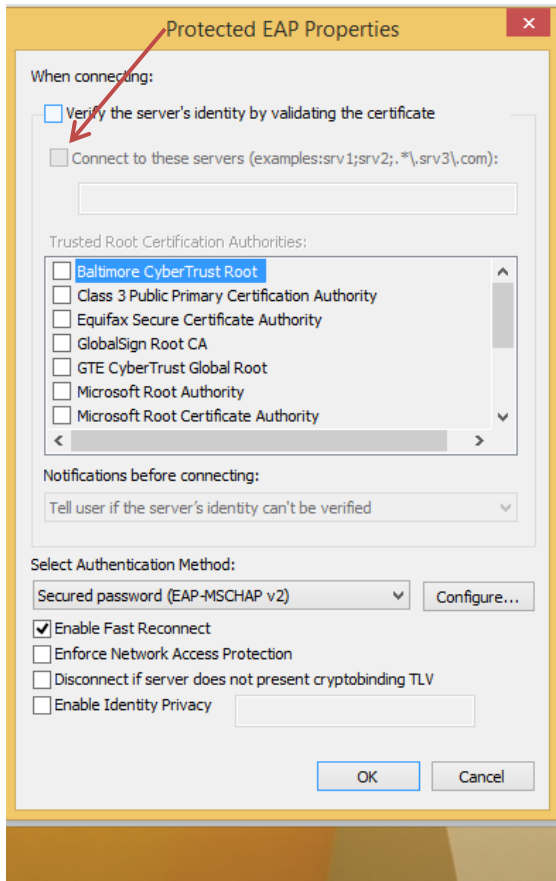 Protected EAP Properties
When connecting:
Verify the server's identity by validating the certificate
Connect to these servers (examples:srv1;srv2;.*\.srv3\.com):
Trusted Root Certification Authorities:
Baltimore CyberTrust Root
Class 3 Public Primary Certification Authority
Equifax Secure Certificate Authority
GlobalSign Root CA
GTE CyberTrust Global Root
Microsoft Root Authority
Microsoft Root Certificate Authority
Notifications before connecting:
Tell user if the server's identity can't be verified
Select Authentication Method:
Secured password (EAP-MSCHAP v2) Configure...
Enable Fast Reconnect
Enforce Network Access Protection
Disconnect if server does not present cryptobinding TLV
Enable Identity Privacy
OK Cancel